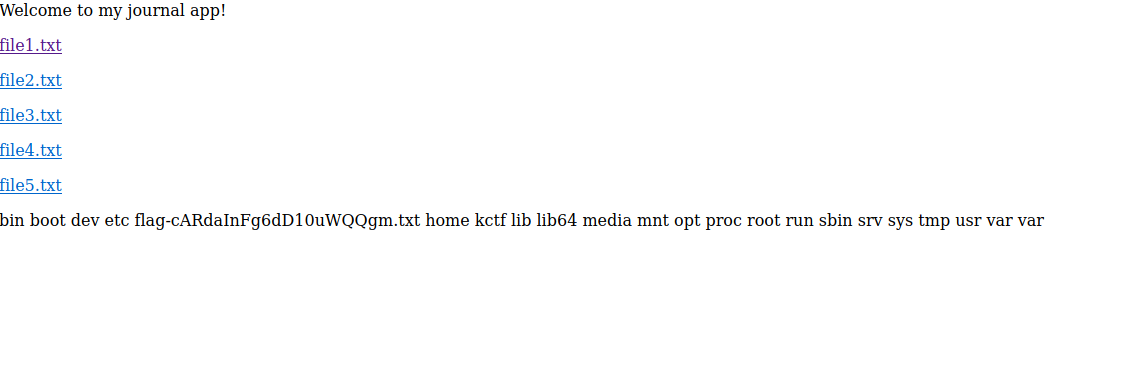 Welcome to my journal app!
file1.txt
file2.txt
file3.txt
file4.txt
file5.txt
bin boot dev etc flag-cARdaInFg6dD10uWQQgm.txt home kctf lib lib64 media mnt opt proc root run sbin srv sys tmp usr var var